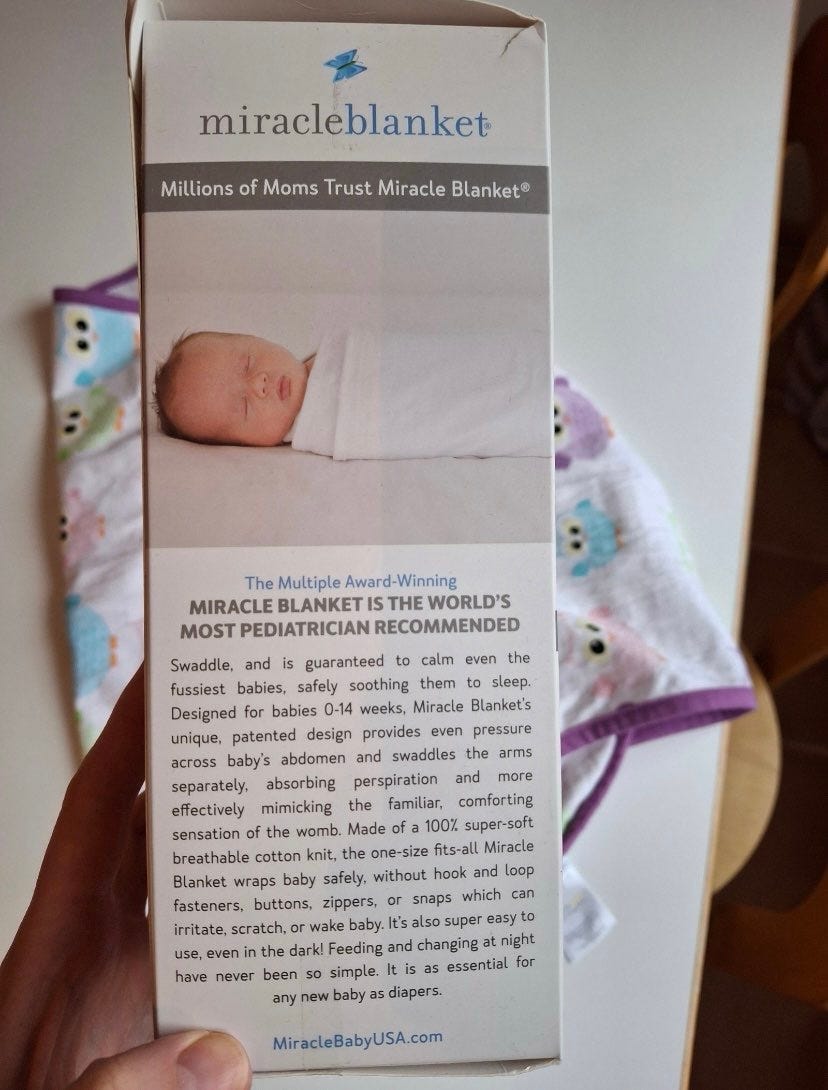 miracleblanket®
Millions of Moms Trust Miracle Blanket®
The Multiple Award-Winning
MIRACLE BLANKET IS THE WORLD'S
MOST PEDIATRICIAN RECOMMENDED
Swaddle, and is guaranteed to calm even the
fussiest babies, safely soothing them to sleep.
Designed for babies 0-14 weeks, Miracle Blanket's
unique, patented design provides even pressure
across baby's abdomen and swaddles the arms
separately, absorbing perspiration and more
effectively mimicking the familiar, comforting
sensation of the womb. Made of a 100% super-soft
breathable cotton knit, the one-size fits-all Miracle
Blanket wraps baby safely, without hook and loop
fasteners, buttons, zippers, or snaps which can
irritate, scratch, or wake baby. It's also super easy to
use, even in the dark! Feeding and changing at night
have never been so simple. It is as essential for
any new baby as diapers.
MiracleBabyUSA.com